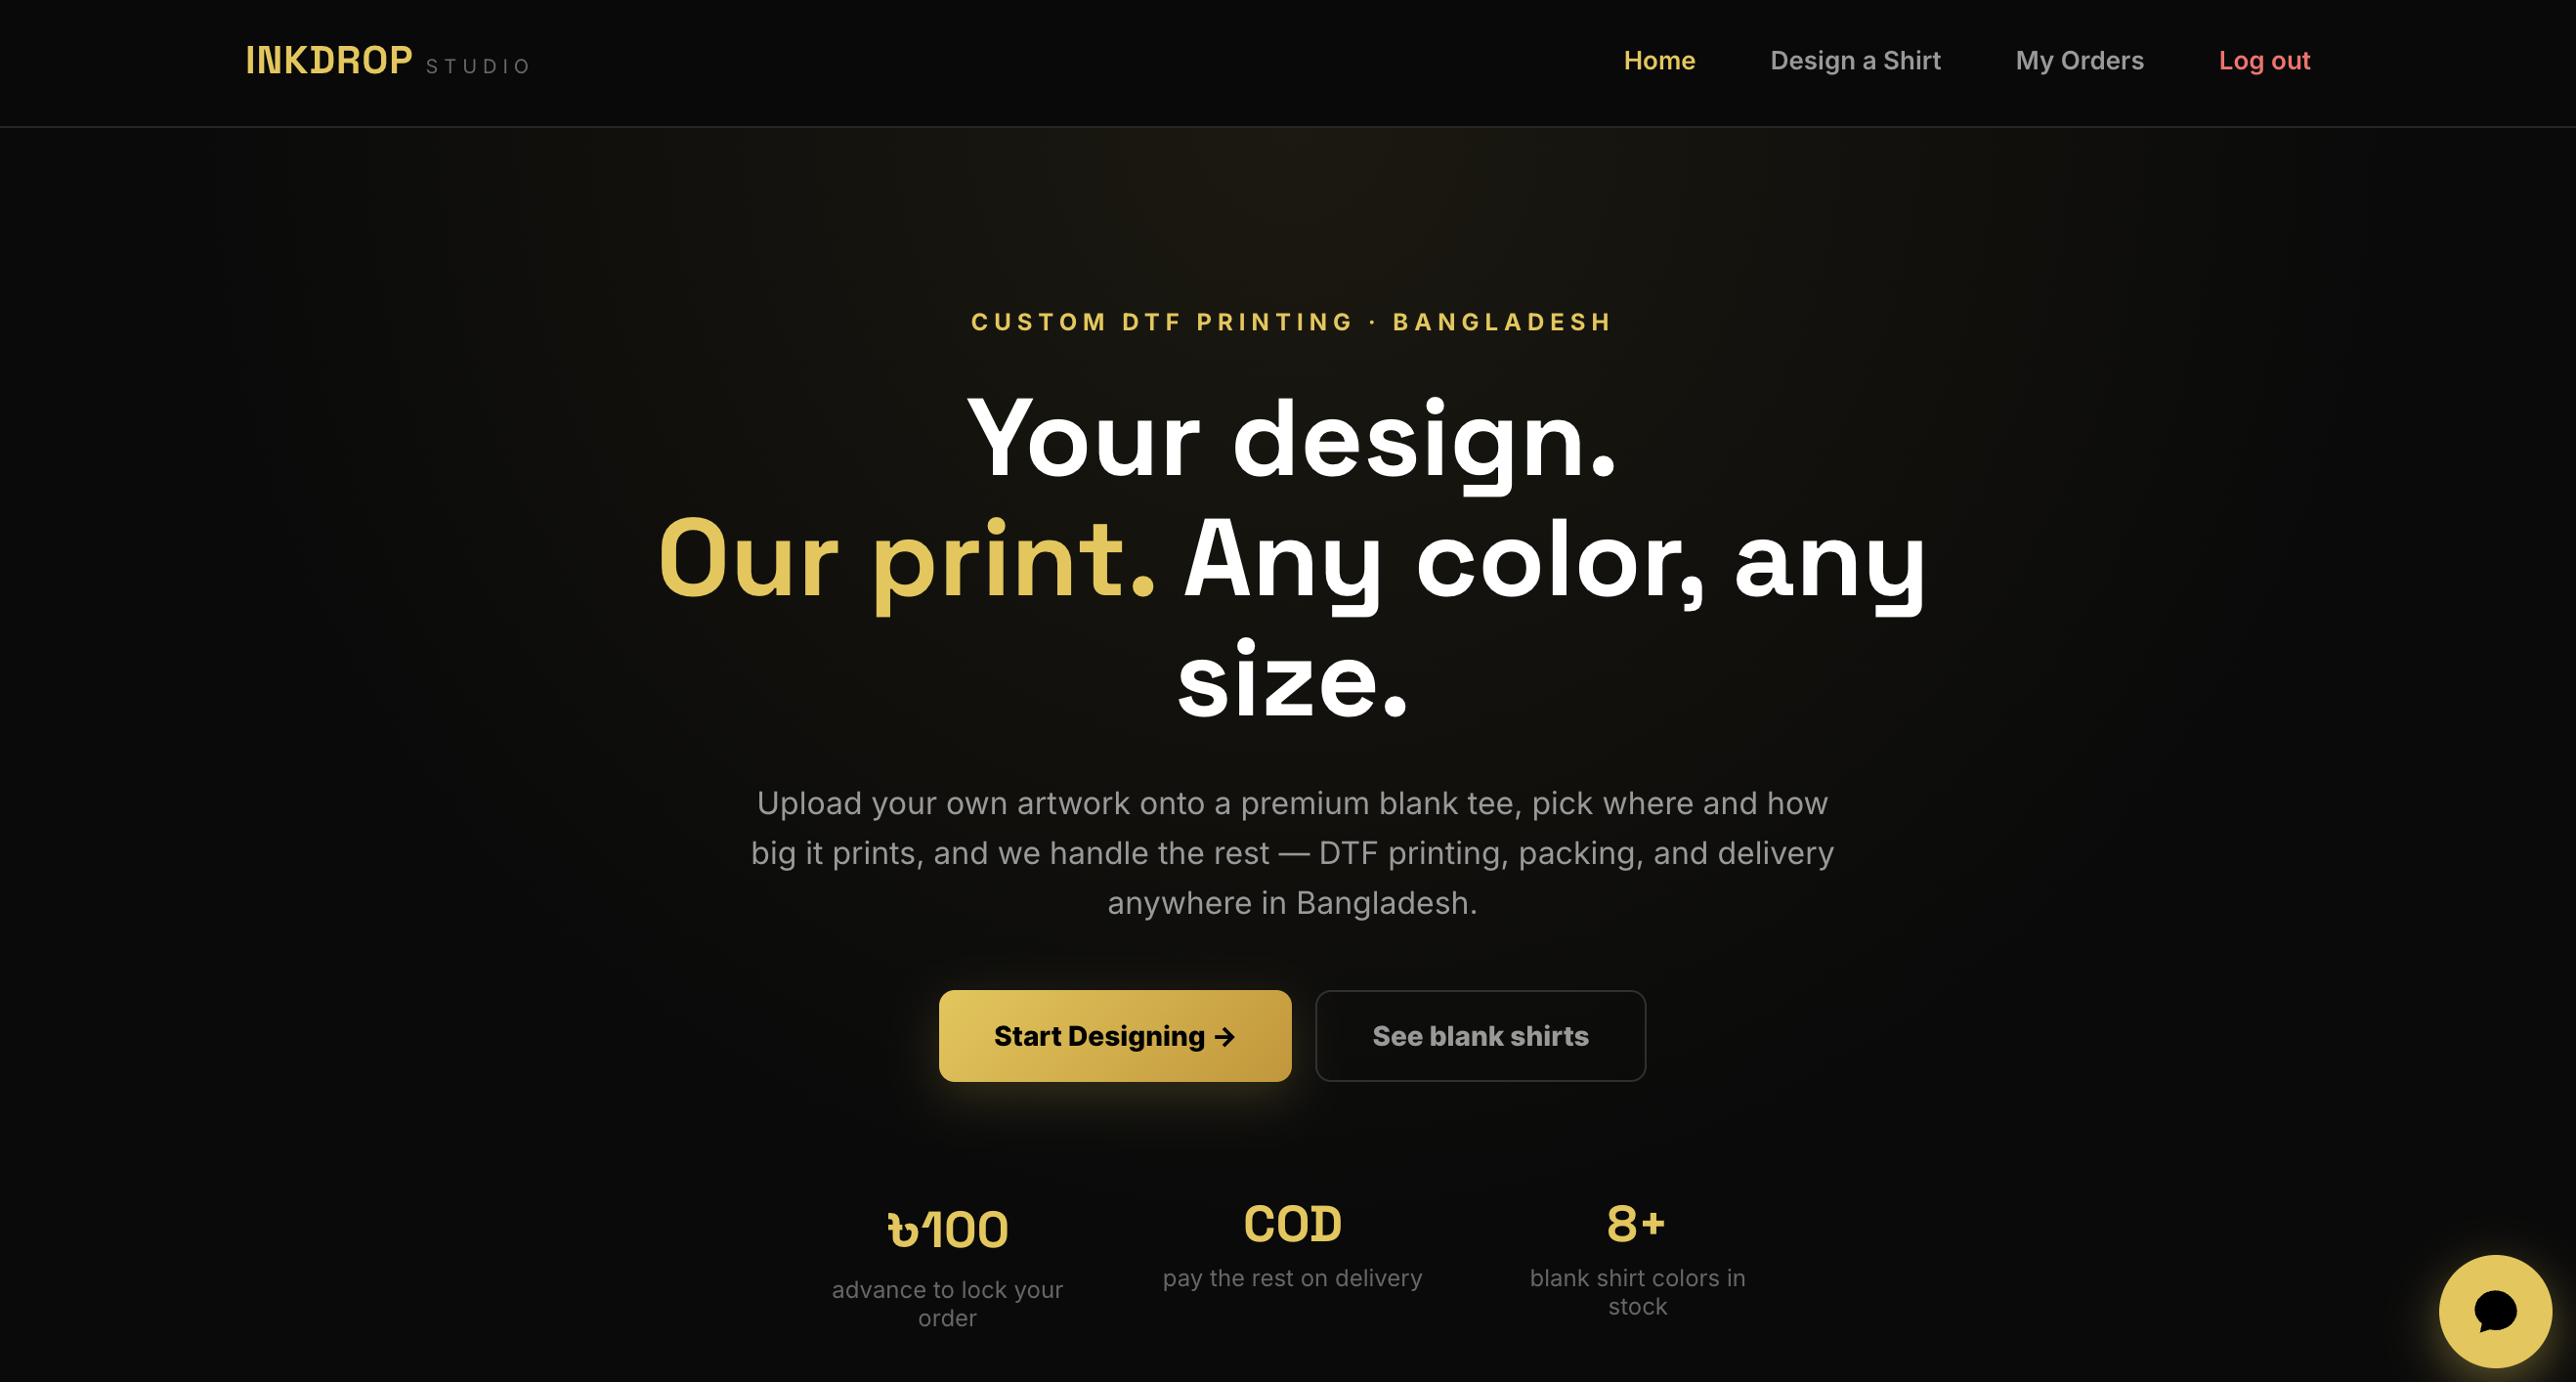 INKDROP STUDIO
Home Design a Shirt My Orders Log out
CUSTOM DTF PRINTING · BANGLADESH
Your design.
Our print. Any color, any
size.
Upload your own artwork onto a premium blank tee, pick where and how
big it prints, and we handle the rest — DTF printing, packing, and delivery
anywhere in Bangladesh.
Start Designing →
See blank shirts
৳100
advance to lock your
order
COD
pay the rest on delivery
8+
blank shirt colors in
stock